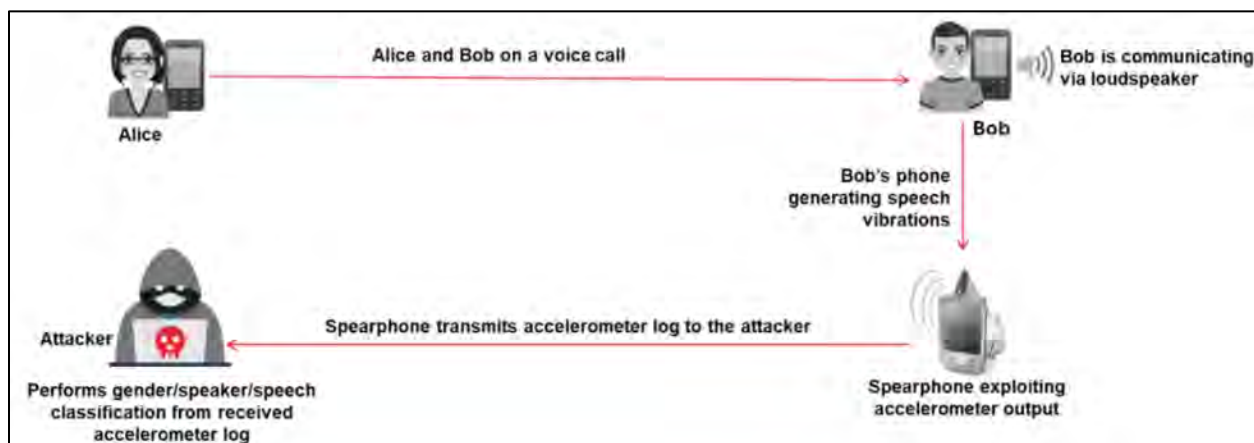 Alice and Bob on a voice call
Bob is communicating
via loudspeaker
Alice
Bob
Bob's phone
generating speech
vibrations
Spearphone transmits accelerometer log to the attacker
Attacker
Performs gender/speaker/speech
classification from received
accelerometer log
Spearphone exploiting
accelerometer output